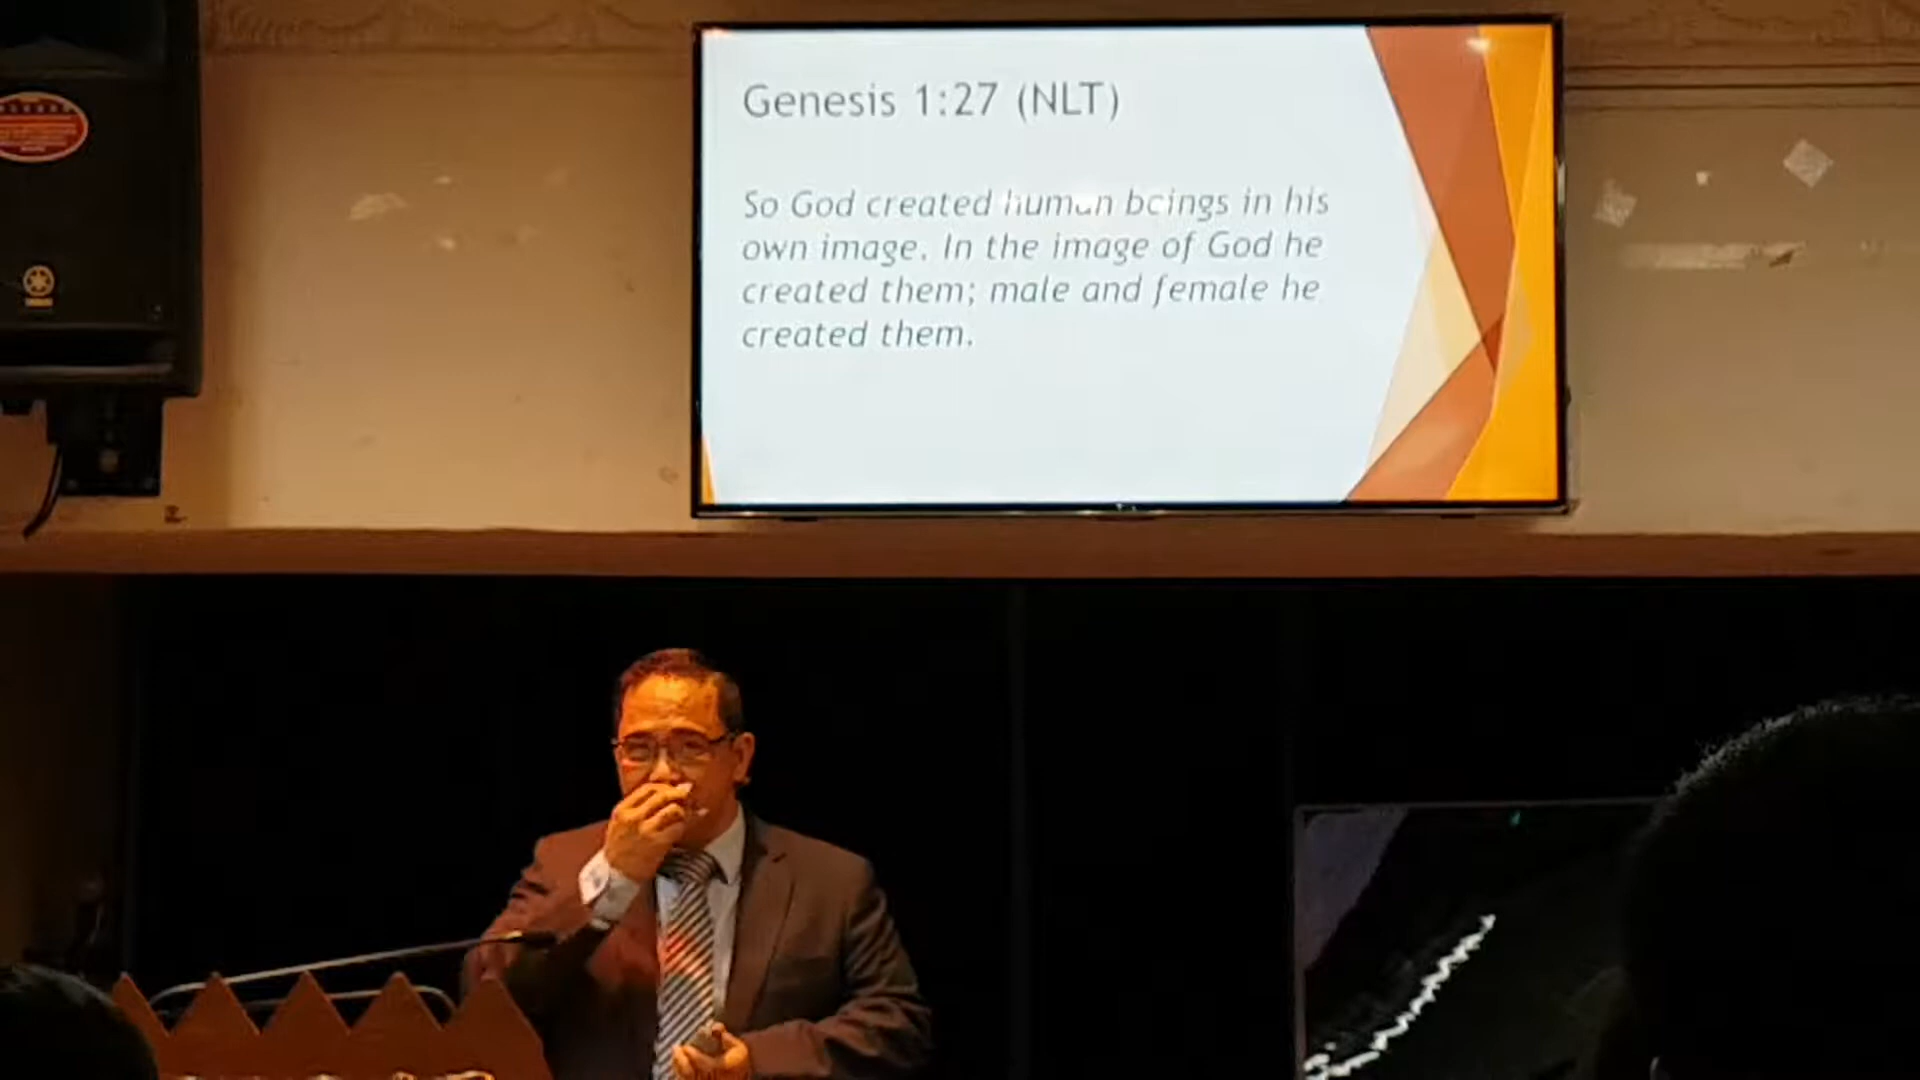 Genesis 1:27 (NLT)
So God created human beings in his
own image. In the image of God he
created them; male and female he
created them.